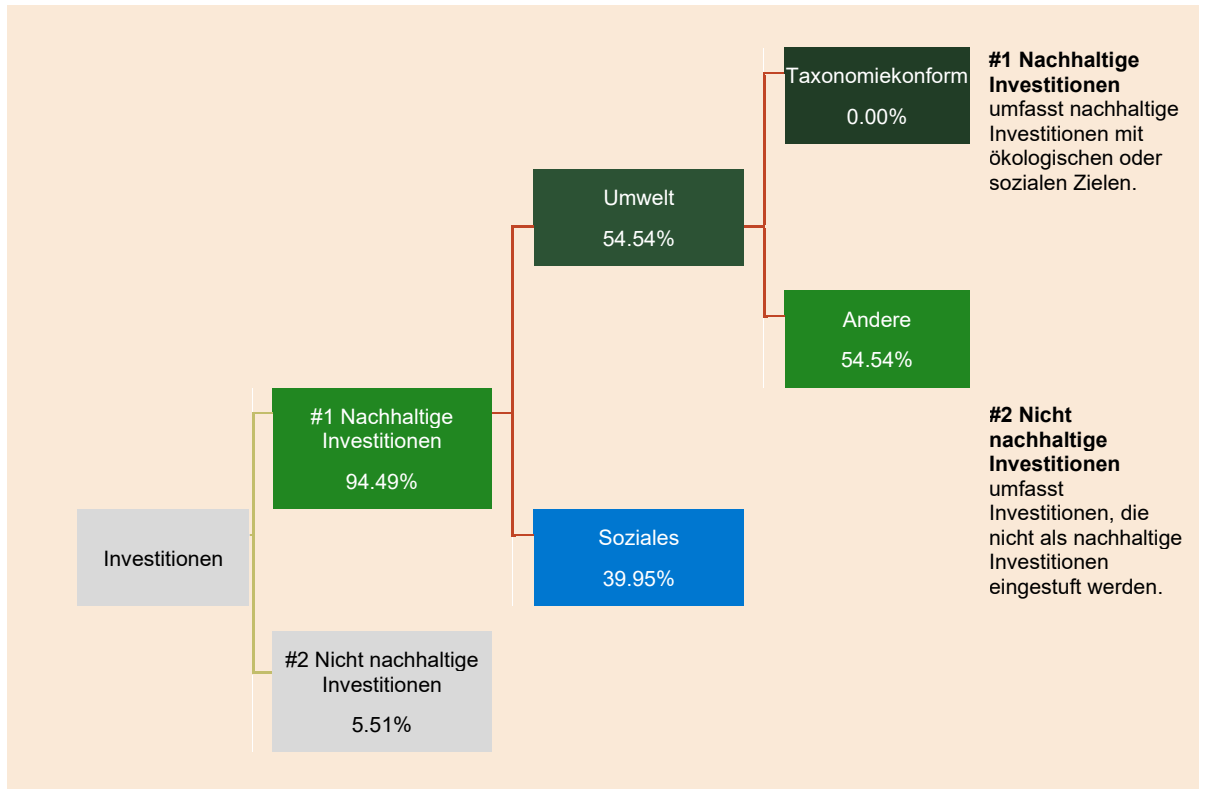 Taxonomiekonform
0.00%
#1 Nachhaltige
Investitionen
umfasst nachhaltige
Investitionen mit
ökologischen oder
sozialen Zielen.
Umwelt
54.54%
Andere
54.54%
#1 Nachhaltige
Investitionen
94.49%
#2 Nicht
nachhaltige
Investitionen
umfasst
Investitionen, die
nicht als nachhaltige
Investitionen
eingestuft werden.
Soziales
39.95%
Investitionen
#2 Nicht nachhaltige
Investitionen
5.51%